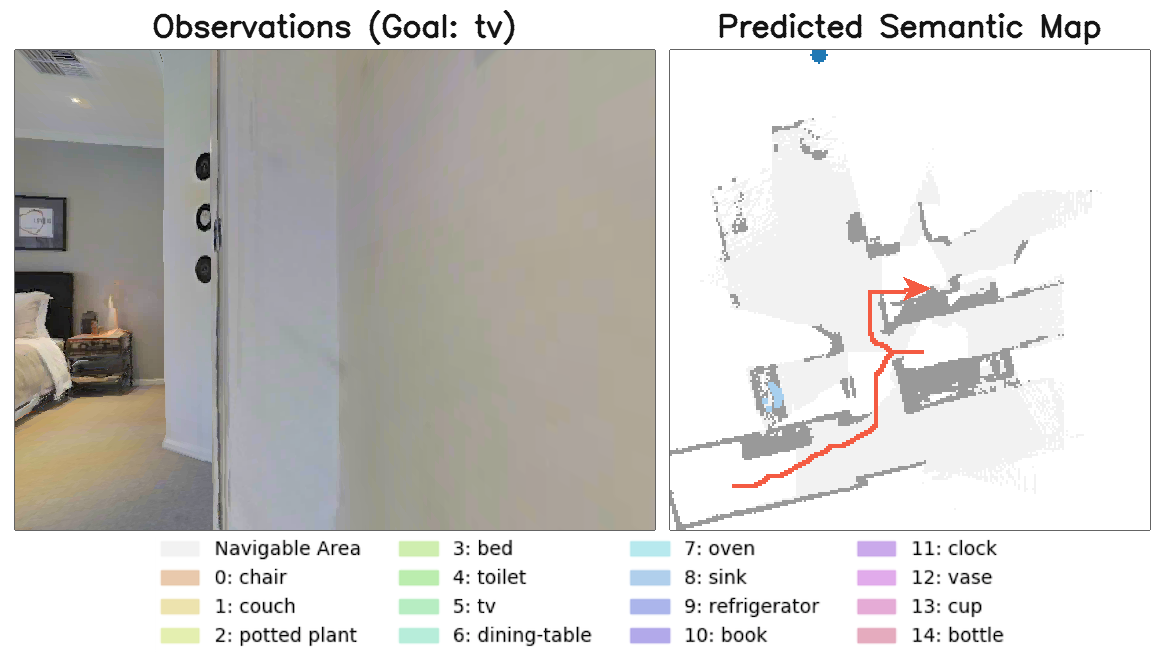 Observations (Goal: tv)
Predicted Semantic Map
Navigable Area
0: chair
1: couch
2: potted plant
3: bed
4: toilet
5: tv
6: dining-table
7: oven
8: sink
9: refrigerator
10: book
11: clock
12: vase
13: cup
14: bottle